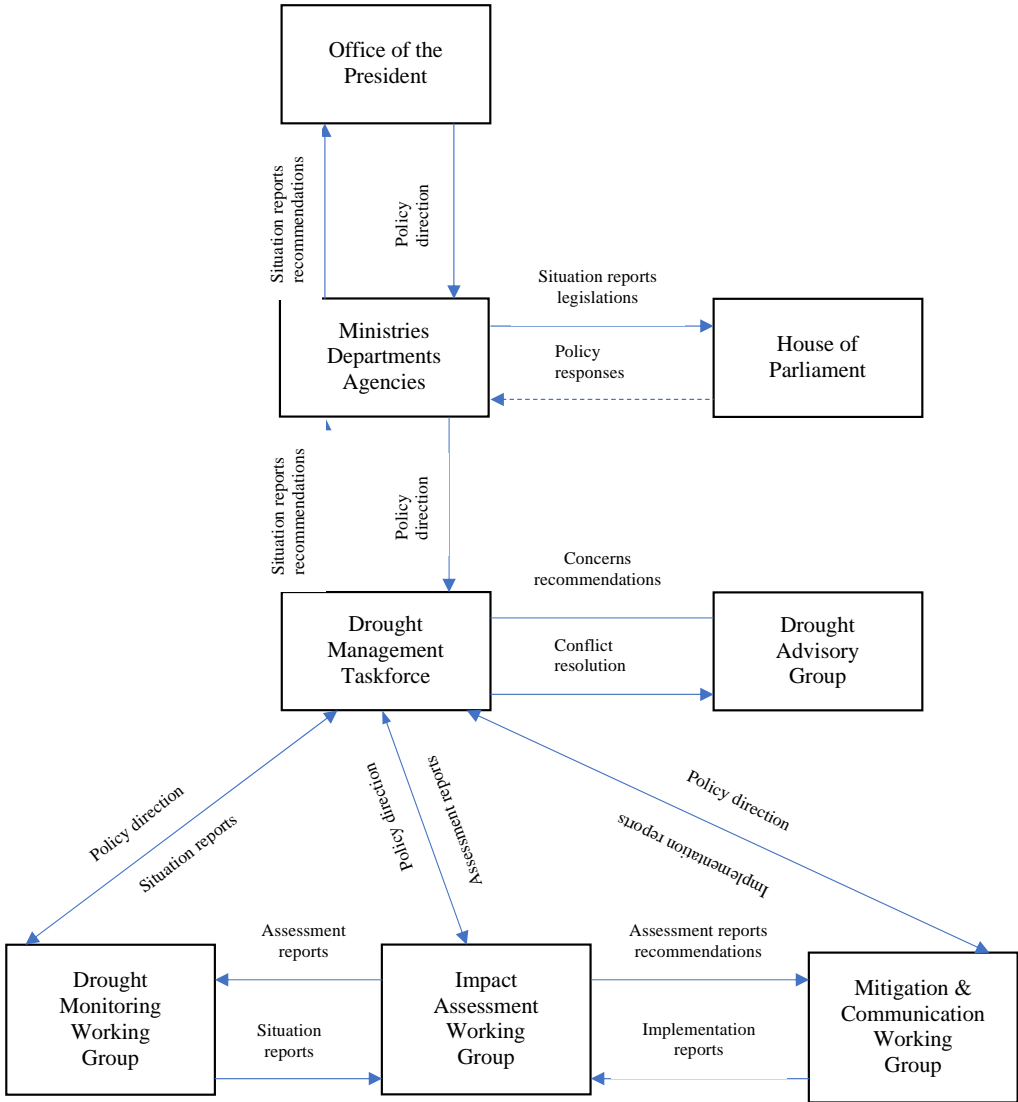 Office of the
President
Situation reports
recommendations
Policy
direction
Situation reports
legislations
Ministries
Departments
Agencies
House of
Parliament
Policy
responses
Situation reports
recommendations
Policy
direction
Concerns
recommendations
Drought
Management
Taskforce
Drought
Advisory
Group
Conflict
resolution
Policy direction
Situation reports
Policy direction
Assessment reports
Policy direction
Implementation reports
Assessment
reports
Assessment reports
recommendations
Drought
Monitoring
Working
Group
Impact
Assessment
Working
Group
Mitigation &
Communication
Working
Group
Situation
reports
Implementation
reports